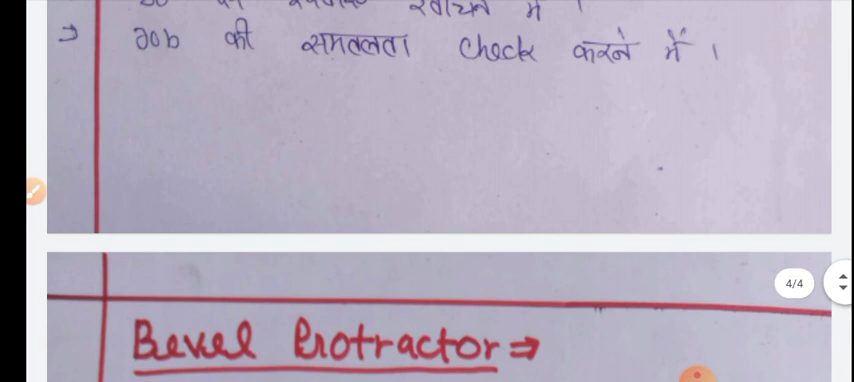 ⇒ Job की समतलता check करने में ।
4/4
Bevel Protractor ⇒